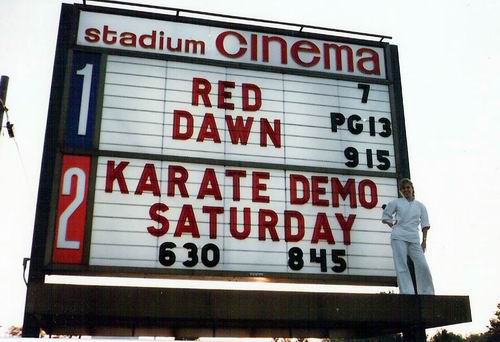 stadium cinema
1
RED 7
DAWN PG13
915
2
KARATE DEMO
SATURDAY
630 845